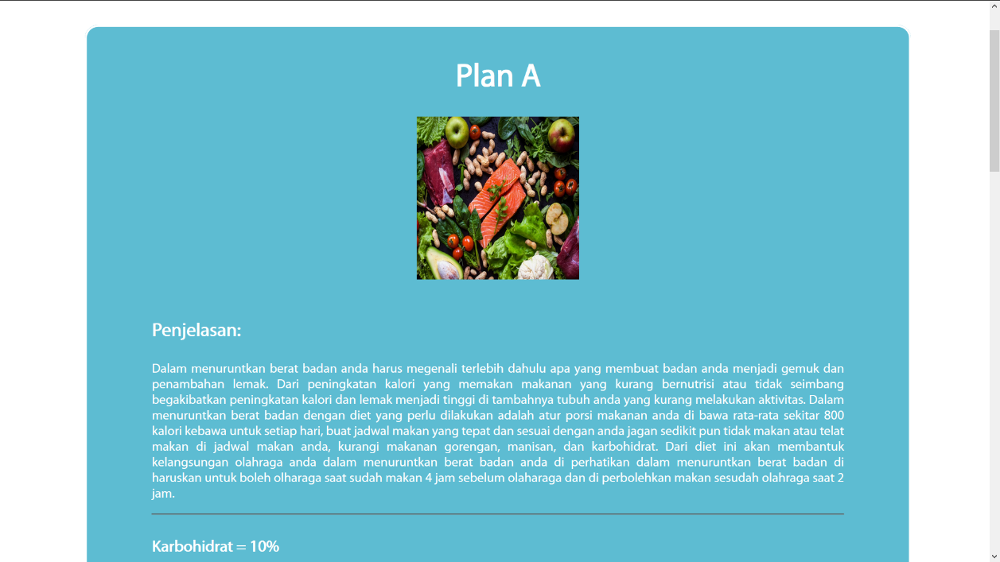 Plan A
Penjelasan:
Dalam menuruntkan berat badan anda harus megenali terlebih dahulu apa yang membuat badan anda menjadi gemuk dan
penambahan lemak. Dari peningkatan kalori yang memakan makanan yang kurang bernutrisi atau tidak seimbang
begakibatkan peningkatan kalori dan lemak menjadi tinggi di tambahnya tubuh anda yang kurang melakukan aktivitas. Dalam
menuruntkan berat badan dengan diet yang perlu dilakukan adalah atur porsi makanan anda di bawa rata-rata sekitar 800
kalori kebawa untuk setiap hari, buat jadwal makan yang tepat dan sesuai dengan anda jagan sedikit pun tidak makan atau telat
makan di jadwal makan anda, kurangi makanan gorengan, manisan, dan karbohidrat. Dari diet ini akan membantuk
kelangsungan olahraga anda dalam menuruntkan berat badan anda di perhatikan dalam menuruntkan berat badan di
haruskan untuk boleh olharaga saat sudah makan 4 jam sebelum olaharaga dan di perbolehkan makan sesudah olahraga saat 2
jam.
Karbohidrat = 10%